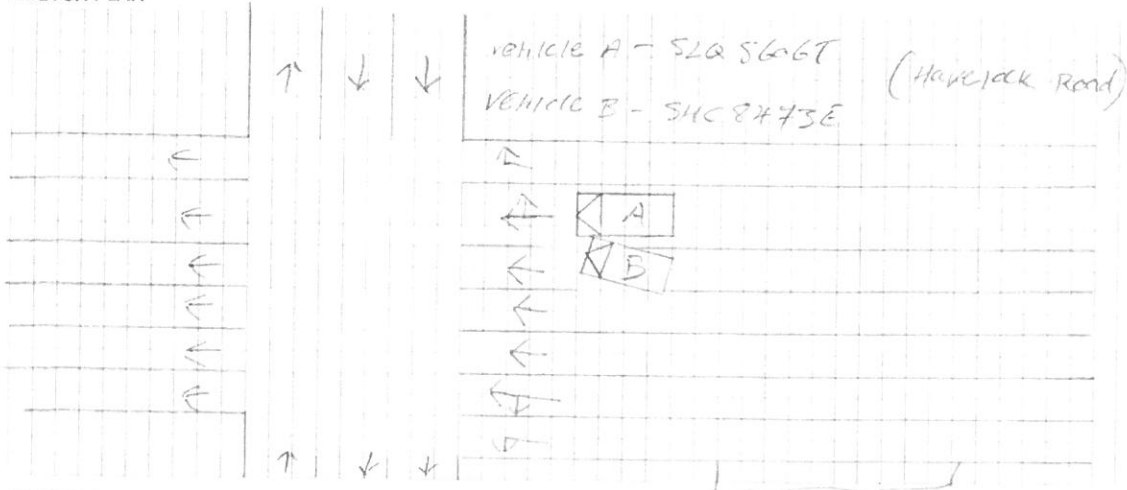 vehicle A - SLQ 5606T
(Havelock Road)
VEHICLE B - SHC 8473E
A
B